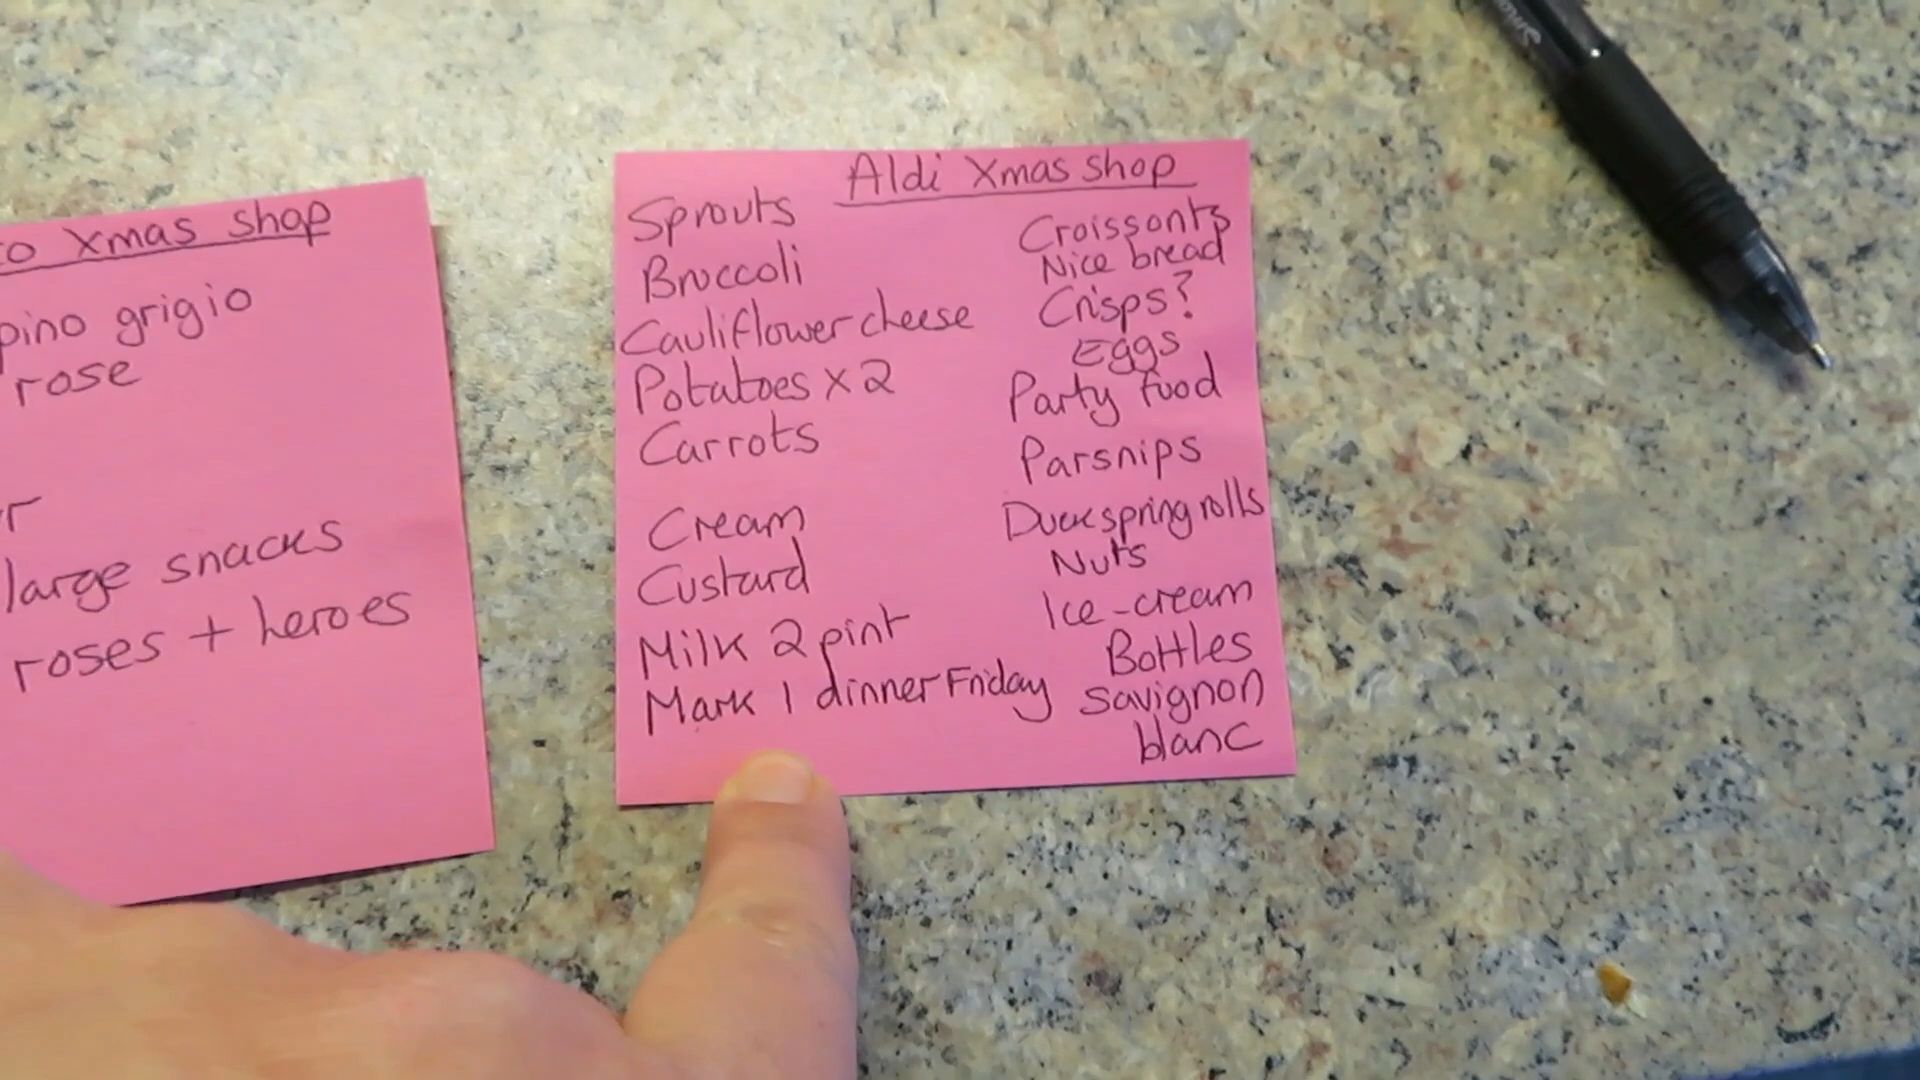 co Xmas shop
pino grigio
rose
r
large snacks
roses + heroes
Aldi Xmas shop
Sprouts
Broccoli
Cauliflower cheese
Potatoes x 2
Carrots
Cream
Custard
Milk 2 pint
Mark 1 dinner Friday
Croissonts
Nice bread
Crisps?
Eggs
Party food
Parsnips
Duck spring rolls
Nuts
Ice-cream
Bottles
savignon
blanc